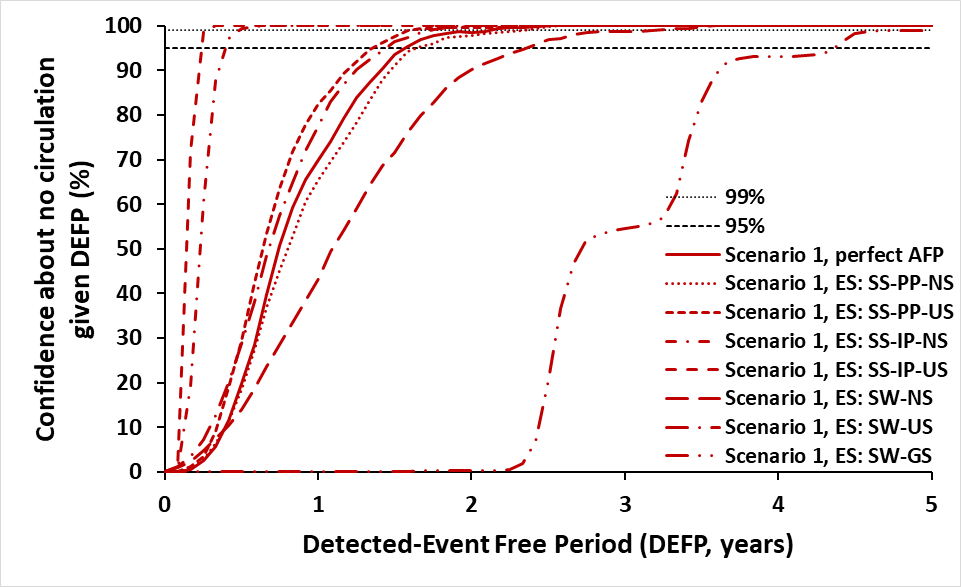 Confidence about no circulation
given DEFP (%)
100
90
80
70
60
50
40
30
20
10
0
0
1
2
3
4
5
Detected-Event Free Period (DEFP, years)
99%
95%
Scenario 1, perfect AFP
Scenario 1, ES: SS-PP-NS
Scenario 1, ES: SS-PP-US
Scenario 1, ES: SS-IP-NS
Scenario 1, ES: SS-IP-US
Scenario 1, ES: SW-NS
Scenario 1, ES: SW-US
Scenario 1, ES: SW-GS